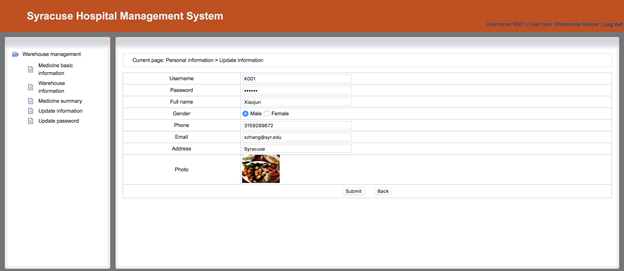 Syracuse Hospital Management System
Username: K001 | User type: Warehouse Keeper | Log out
Warehouse management
Medicine basic
information
Warehouse
information
Medicine summary
Update information
Update password
Current page: Personal information > Update information
Username K001
Password ••••••
Full name Xiaojun
Gender Male Female
Phone 3159289672
Email xzhang@syr.edu
Address Syracuse
Photo
Submit Back